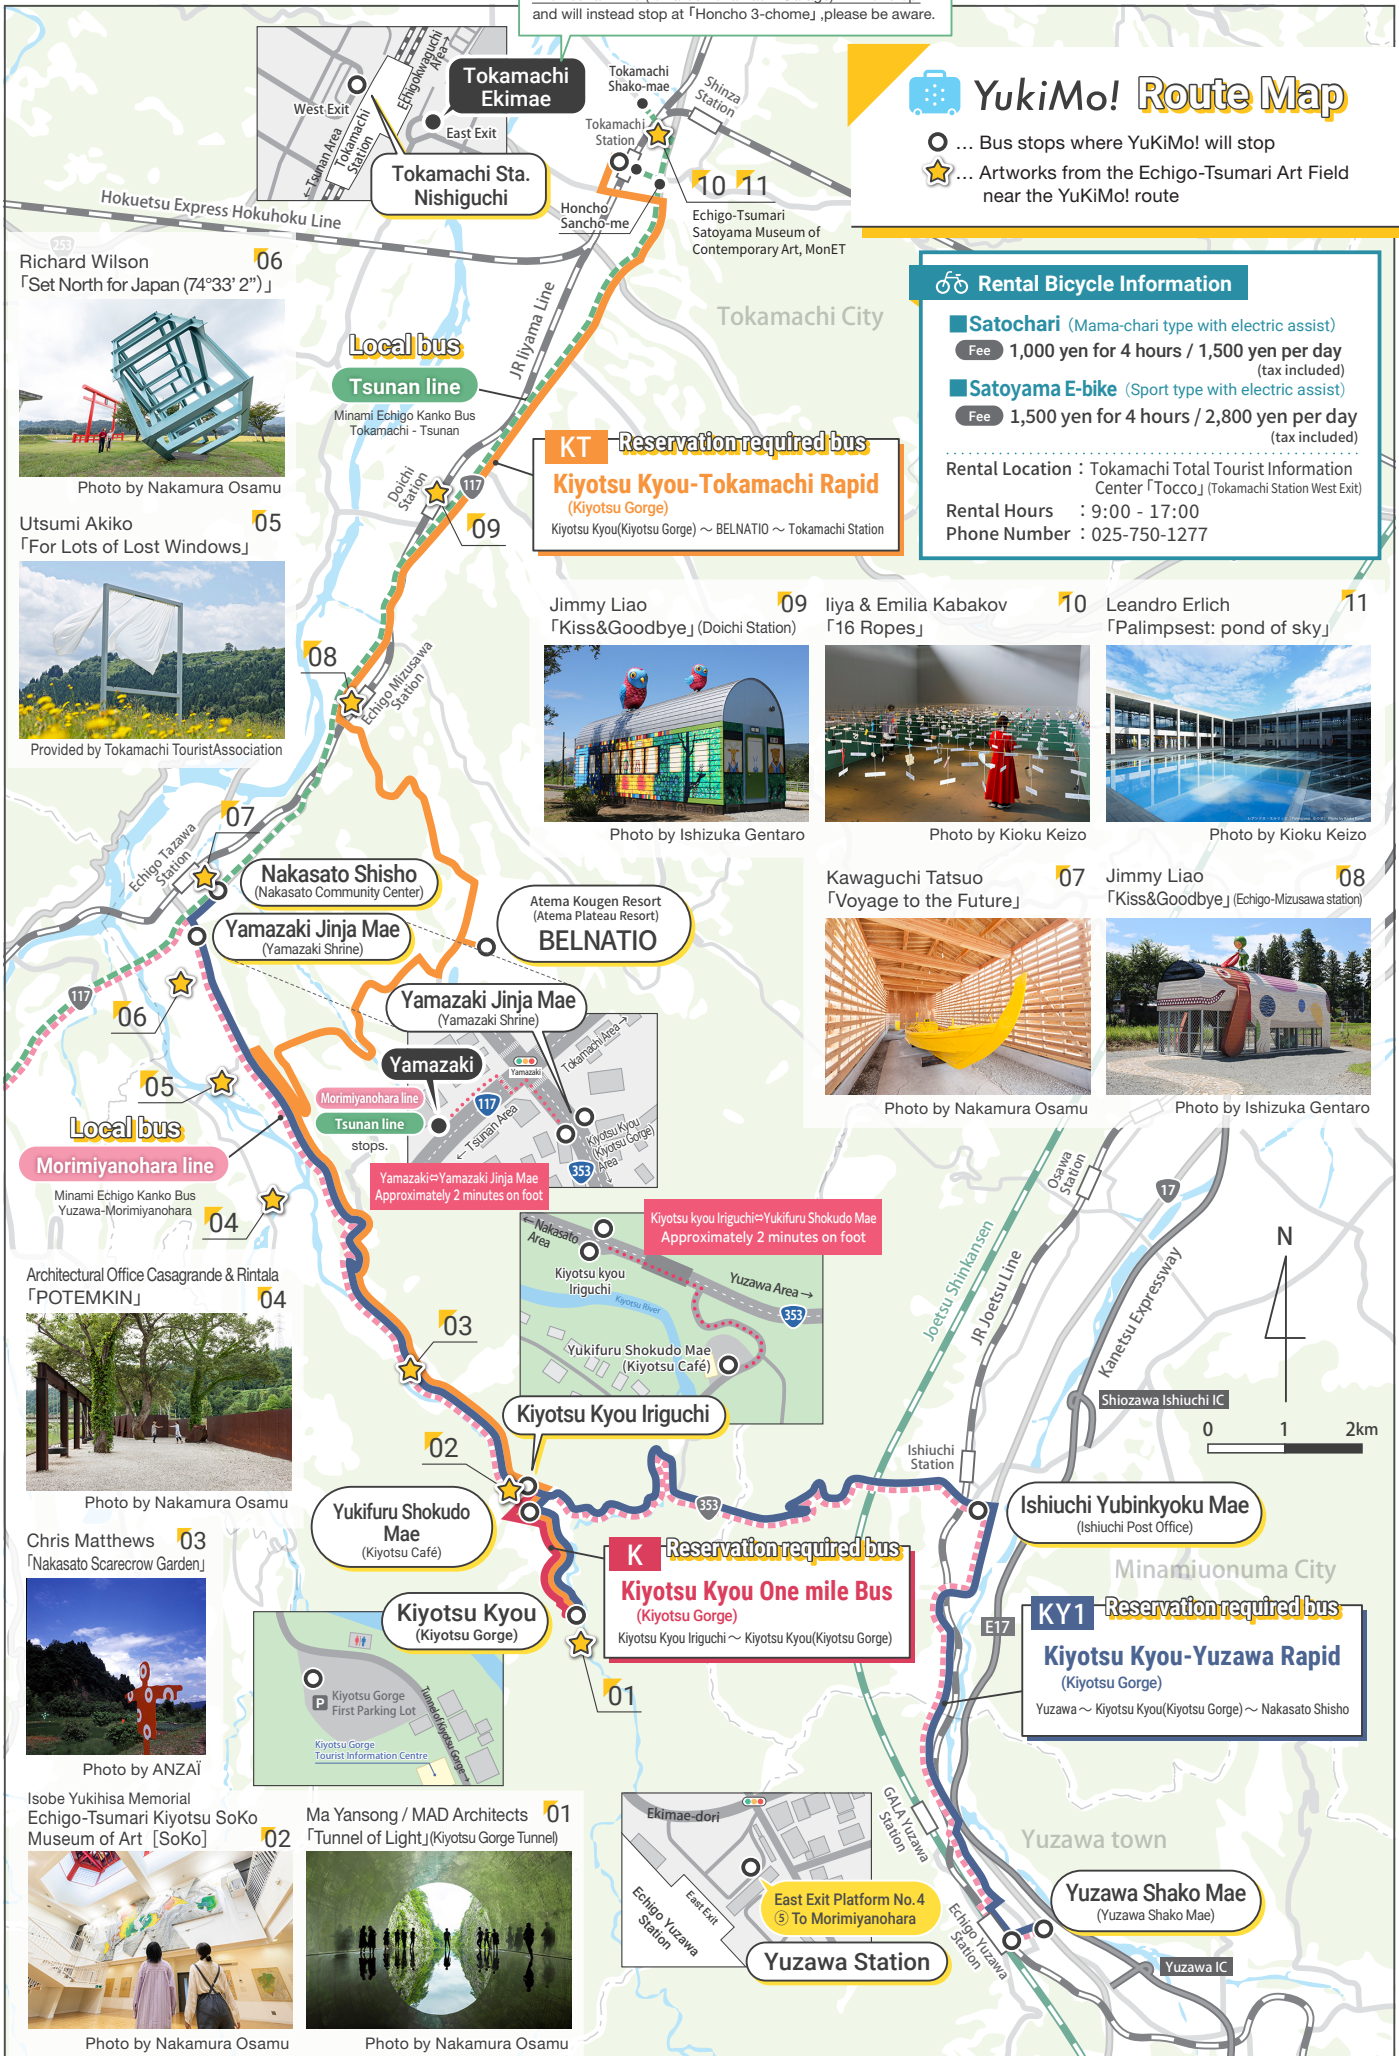 and will instead stop at「Honcho 3-chome」,please be aware.
YukiMo! Route Map
… Bus stops where YuKiMo! will stop
… Artworks from the Echigo-Tsumari Art Field
near the YuKiMo! route
West Exit
Echigokwaguchi
Area→
←Tsunan Area
Tokamachi
Station
East Exit
Tokamachi
Ekimae
Tokamachi Sta.
Nishiguchi
Tokamachi
Shako-mae
Shinza
Station
Tokamachi
Station
10 11
Echigo-Tsumari
Satoyama Museum of
Contemporary Art, MonET
Honcho
Sancho-me
Hokuetsu Express Hokuhoku Line
253
Richard Wilson 06
「Set North for Japan (74°33' 2")」
Photo by Nakamura Osamu
Tokamachi City
Rental Bicycle Information
■Satochari (Mama-chari type with electric assist)
Fee 1,000 yen for 4 hours / 1,500 yen per day
(tax included)
■Satoyama E-bike (Sport type with electric assist)
Fee 1,500 yen for 4 hours / 2,800 yen per day
(tax included)
Rental Location : Tokamachi Total Tourist Information
Center「Tocco」(Tokamachi Station West Exit)
Rental Hours : 9:00 - 17:00
Phone Number : 025-750-1277
JR Iiyama Line
Local bus
Tsunan line
Minami Echigo Kanko Bus
Tokamachi - Tsunan
KT Reservation required bus
Kiyotsu Kyou-Tokamachi Rapid
(Kiyotsu Gorge)
Kiyotsu Kyou(Kiyotsu Gorge) ～ BELNATIO ～ Tokamachi Station
Doichi
Station
117
09
Utsumi Akiko 05
「For Lots of Lost Windows」
Provided by Tokamachi TouristAssociation
Jimmy Liao 09
「Kiss&Goodbye」(Doichi Station)
Photo by Ishizuka Gentaro
Iiya & Emilia Kabakov 10
「16 Ropes」
Photo by Kioku Keizo
Leandro Erlich 11
「Palimpsest: pond of sky」
Photo by Kioku Keizo
08
Echigo Mizusawa
Station
07
Echigo Tazawa
Station
Nakasato Shisho
(Nakasato Community Center)
Yamazaki Jinja Mae
(Yamazaki Shrine)
Atema Kougen Resort
(Atema Plateau Resort)
BELNATIO
Kawaguchi Tatsuo 07
「Voyage to the Future」
Photo by Nakamura Osamu
Jimmy Liao 08
「Kiss&Goodbye」(Echigo-Mizusawa station)
Photo by Ishizuka Gentaro
117
06
05
Yamazaki Jinja Mae
(Yamazaki Shrine)
Yamazaki
Yamazaki
Tokamachi Area→
Morimiyanohara line
Tsunan line
stops.
117
← Tsunan Area
Kiyotsu Kyou
(Kiyotsu Gorge)
Area→
353
Yamazaki⇔Yamazaki Jinja Mae
Approximately 2 minutes on foot
Local bus
Morimiyanohara line
Minami Echigo Kanko Bus
Yuzawa-Morimiyanohara
04
Kiyotsu kyou Iriguchi⇔Yukifuru Shokudo Mae
Approximately 2 minutes on foot
← Nakasato
Area
Kiyotsu kyou
Iriguchi
Yuzawa Area→
Kiyotsu River
353
Yukifuru Shokudo Mae
(Kiyotsu Café)
Osawa
Station
17
Joetsu Shinkansen
JR Joetsu Line
Kanetsu Expressway
N
Shiozawa Ishiuchi IC
0 1 2km
Architectural Office Casagrande & Rintala
「POTEMKIN」 04
Photo by Nakamura Osamu
03
Kiyotsu Kyou Iriguchi
02
Yukifuru Shokudo
Mae
(Kiyotsu Café)
353
Ishiuchi
Station
Ishiuchi Yubinkyoku Mae
(Ishiuchi Post Office)
Minamiuonuma City
Chris Matthews 03
「Nakasato Scarecrow Garden」
Photo by ANZAÏ
K Reservation required bus
Kiyotsu Kyou One mile Bus
(Kiyotsu Gorge)
Kiyotsu Kyou Iriguchi ～ Kiyotsu Kyou(Kiyotsu Gorge)
Kiyotsu Kyou
(Kiyotsu Gorge)
01
E17
KY1 Reservation required bus
Kiyotsu Kyou-Yuzawa Rapid
(Kiyotsu Gorge)
Yuzawa ～ Kiyotsu Kyou(Kiyotsu Gorge) ～ Nakasato Shisho
P Kiyotsu Gorge
First Parking Lot
Kiyotsu Gorge
Tourist Information Centre
Tunnel of Kiyotsu Gorge→
Isobe Yukihisa Memorial
Echigo-Tsumari Kiyotsu SoKo
Museum of Art [SoKo] 02
Photo by Nakamura Osamu
Ma Yansong / MAD Architects 01
「Tunnel of Light」(Kiyotsu Gorge Tunnel)
Photo by Nakamura Osamu
Ekimae-dori
Echigo Yuzawa
Station
East Exit
East Exit Platform No.4
⑤ To Morimiyanohara
Yuzawa Station
GALA Yuzawa
Station
Yuzawa town
Echigo Yuzawa
Station
Yuzawa Shako Mae
(Yuzawa Shako Mae)
Yuzawa IC